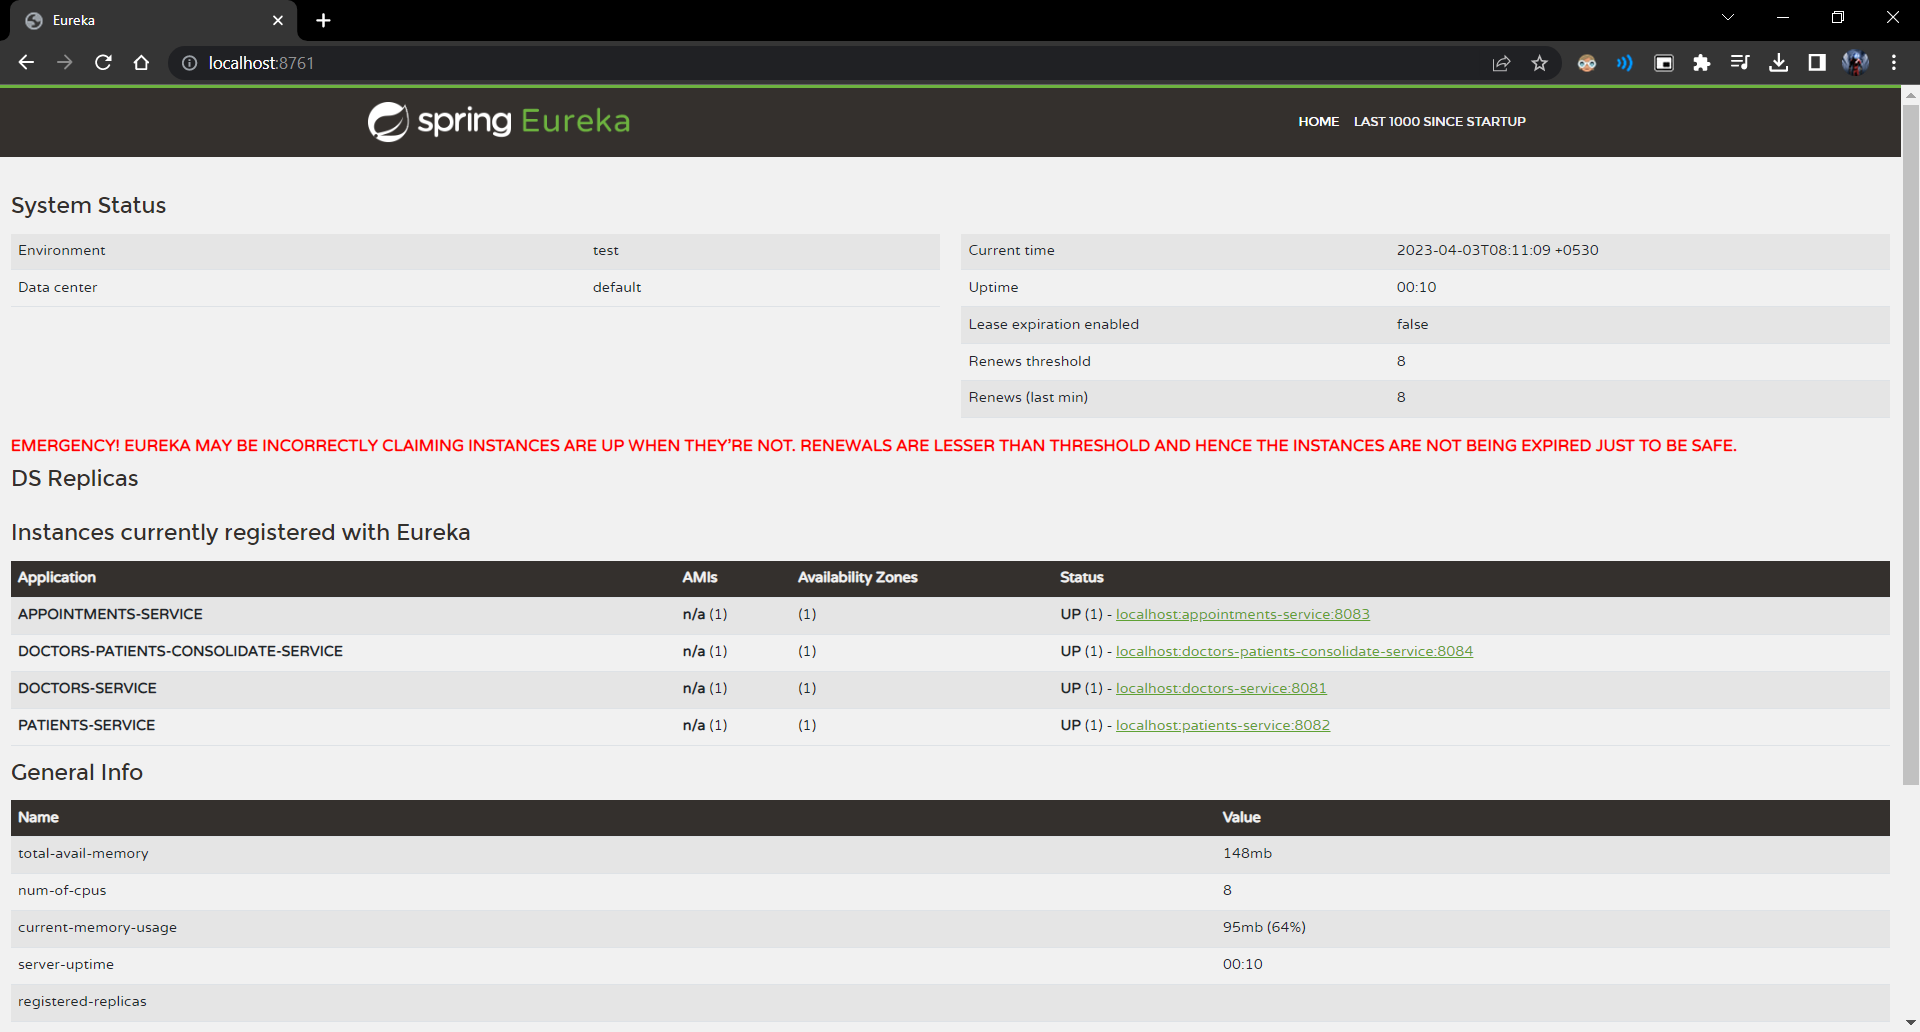 Eureka
localhost:8761
spring Eureka
HOME LAST 1000 SINCE STARTUP
System Status
Environment test
Data center default
Current time 2023-04-03T08:11:09 +0530
Uptime 00:10
Lease expiration enabled false
Renews threshold 8
Renews (last min) 8
EMERGENCY! EUREKA MAY BE INCORRECTLY CLAIMING INSTANCES ARE UP WHEN THEY'RE NOT. RENEWALS ARE LESSER THAN THRESHOLD AND HENCE THE INSTANCES ARE NOT BEING EXPIRED JUST TO BE SAFE.
DS Replicas
Instances currently registered with Eureka
Application AMIs Availability Zones Status
APPOINTMENTS-SERVICE n/a (1) (1) UP (1) - localhost:appointments-service:8083
DOCTORS-PATIENTS-CONSOLIDATE-SERVICE n/a (1) (1) UP (1) - localhost:doctors-patients-consolidate-service:8084
DOCTORS-SERVICE n/a (1) (1) UP (1) - localhost:doctors-service:8081
PATIENTS-SERVICE n/a (1) (1) UP (1) - localhost:patients-service:8082
General Info
Name Value
total-avail-memory 148mb
num-of-cpus 8
current-memory-usage 95mb (64%)
server-uptime 00:10
registered-replicas